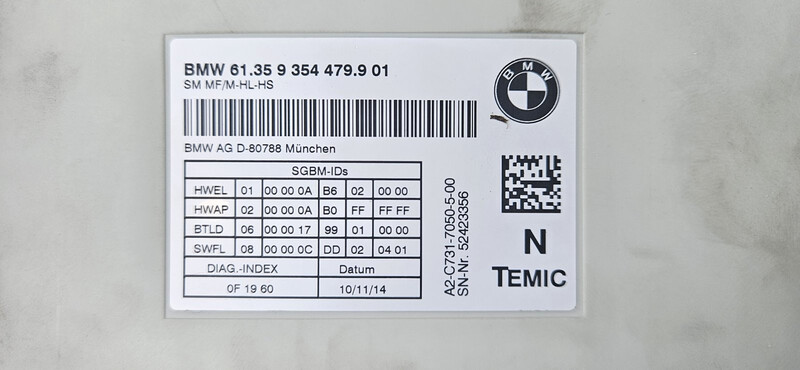 BMW 61.35 9 354 479.9 01
SM MF/M-HL-HS
BMW
BMW AG D-80788 München
SGBM-IDs
HWEL 01 00 00 0A B6 02 00 00
HWAP 02 00 00 0A B0 FF FF FF
BTLD 06 00 00 17 99 01 00 00
SWFL 08 00 00 0C DD 02 04 01
DIAG.-INDEX Datum
0F 19 60 10/11/14
A2-C731-7050-5-00
SN-Nr. 52423356
N
TEMIC